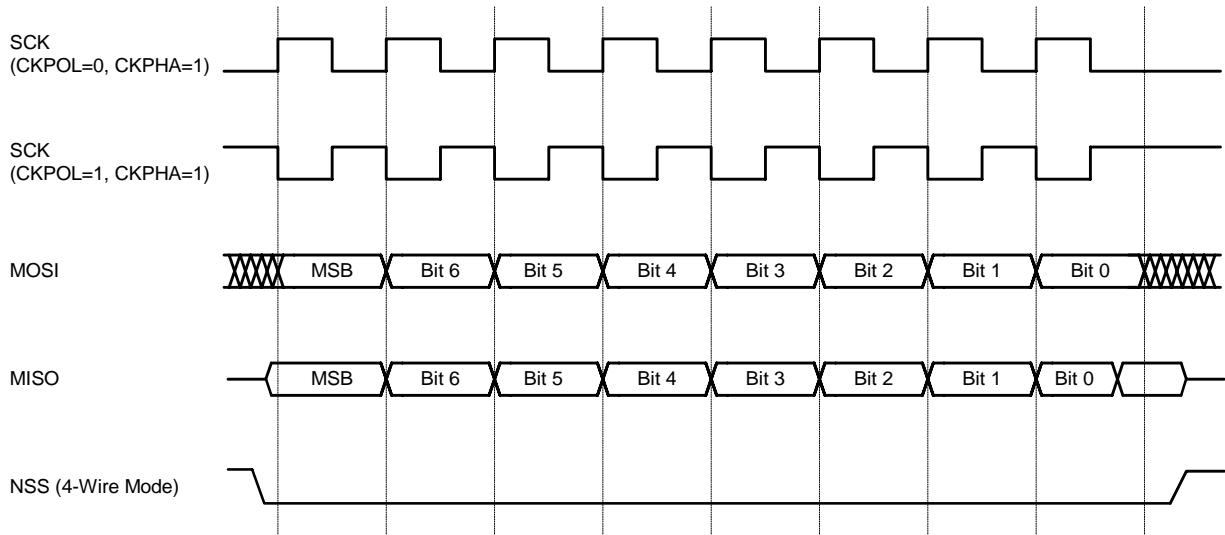 SCK
(CKPOL=0, CKPHA=1)
SCK
(CKPOL=1, CKPHA=1)
MOSI
MSB Bit 6 Bit 5 Bit 4 Bit 3 Bit 2 Bit 1 Bit 0
MISO
MSB Bit 6 Bit 5 Bit 4 Bit 3 Bit 2 Bit 1 Bit 0
NSS (4-Wire Mode)